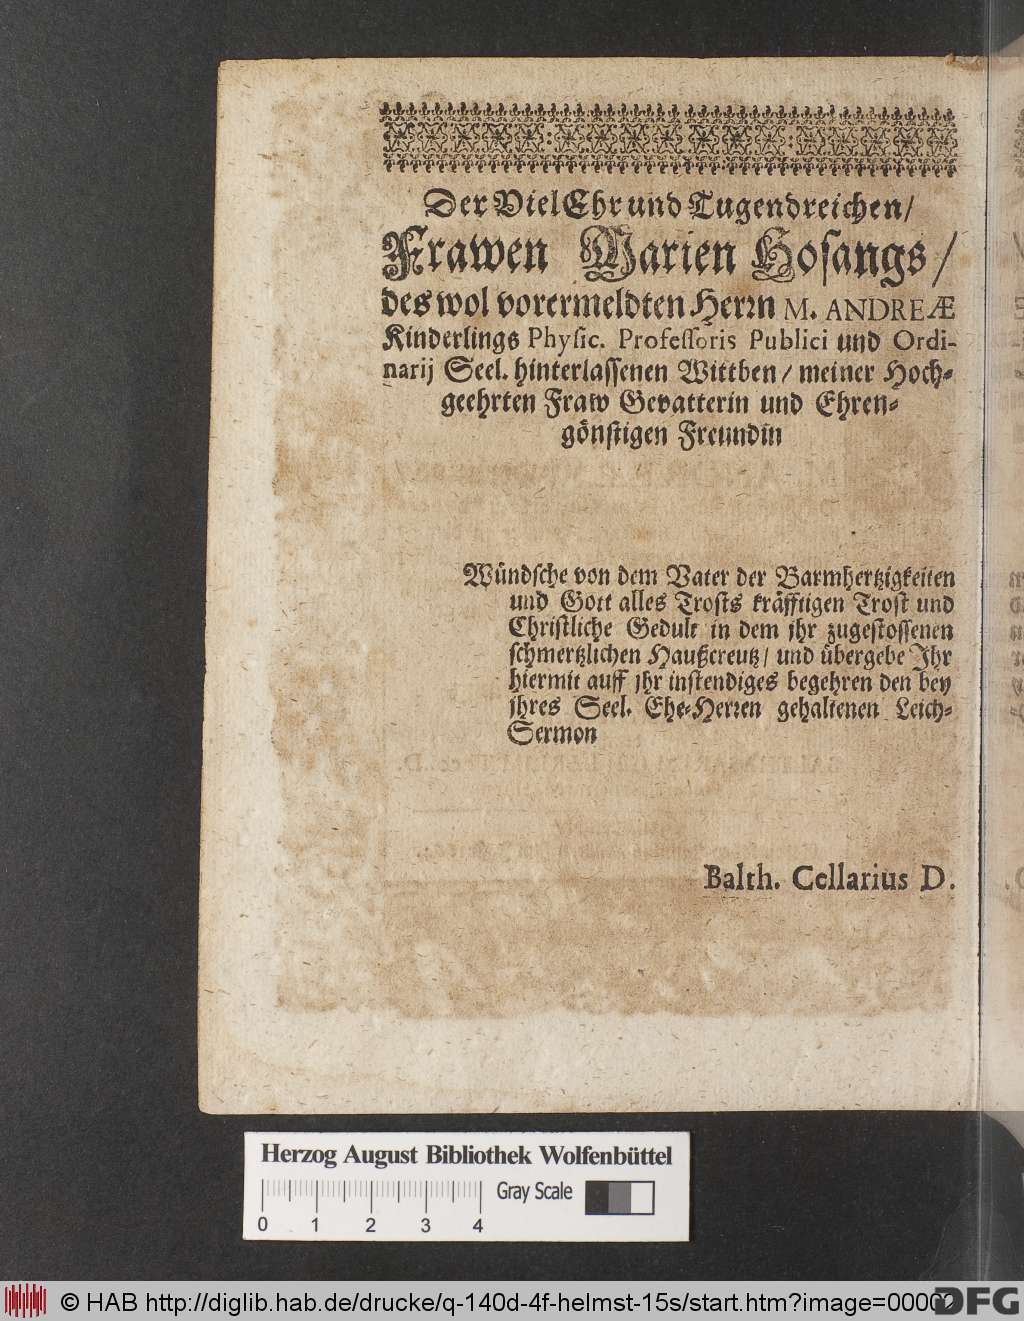 Der Viel Ehr und Tugendreichen/
Frawen Marien Hosangs/
des wol vorermeldten Herrn M. ANDREÆ
Kinderlings Physic. Professoris Publici und Ordi-
narij Seel. hinterlassenen Wittben/ meiner Hoch-
geehrten Fraw Gevatterin und Ehren-
gönstigen Freundin
Wündsche von dem Vater der Barmhertzigkeiten
und Gott alles Trosts kräfftigen Trost und
Christliche Gedult in dem jhr zugestossenen
schmertzlichen Haußcreutz/ und übergebe Jhr
hiermit auff jhr instendiges begehren den bey
jhres Seel. Ehe-Herren gehaltenen Leich-
Sermon
Balth. Cellarius D.
Herzog August Bibliothek Wolfenbüttel
Gray Scale
0 1 2 3 4
© HAB http://diglib.hab.de/drucke/q-140d-4f-helmst-15s/start.htm?image=00002
DFG